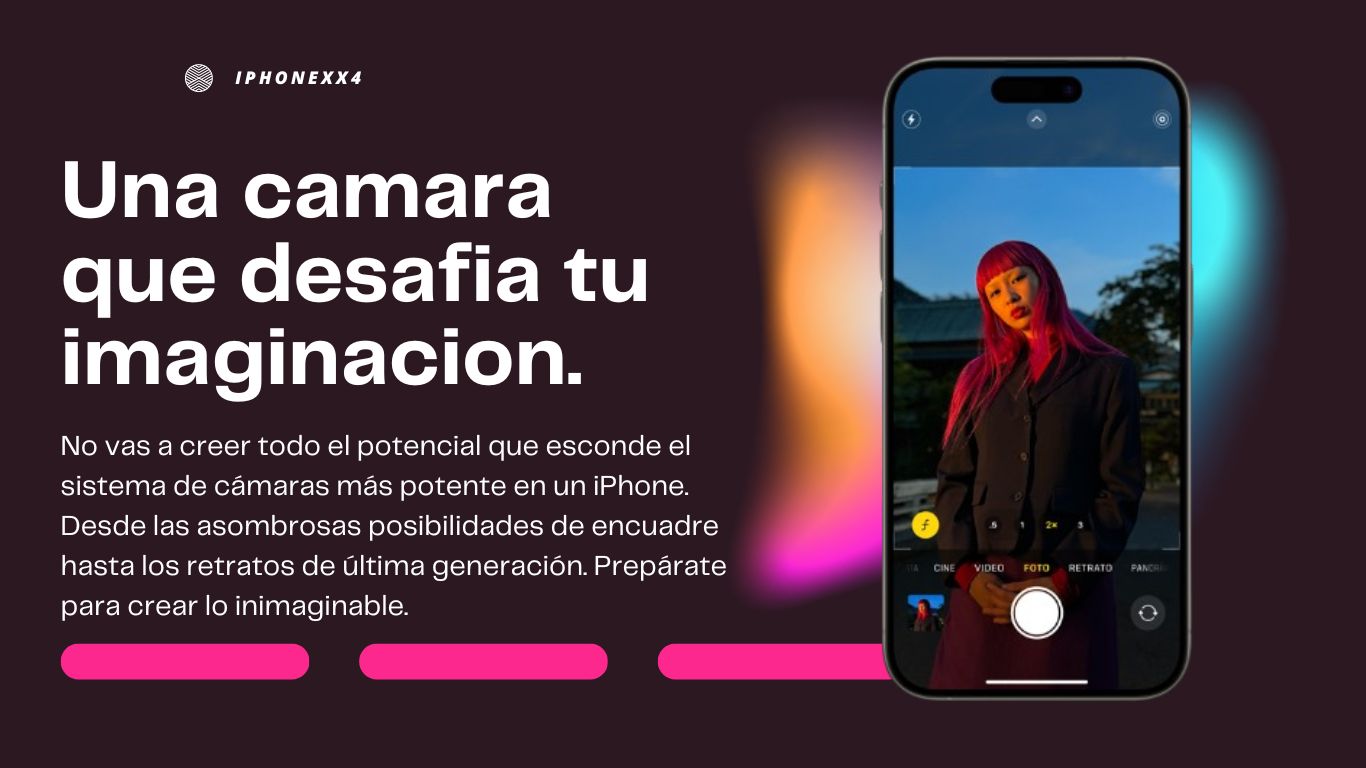 IPHONEXX4
Una camara
que desafia tu
imaginacion.
No vas a creer todo el potencial que esconde el
sistema de cámaras más potente en un iPhone.
Desde las asombrosas posibilidades de encuadre
hasta los retratos de última generación. Prepárate
para crear lo inimaginable.
.5 1 2× 3
CINE VIDEO FOTO RETRATO